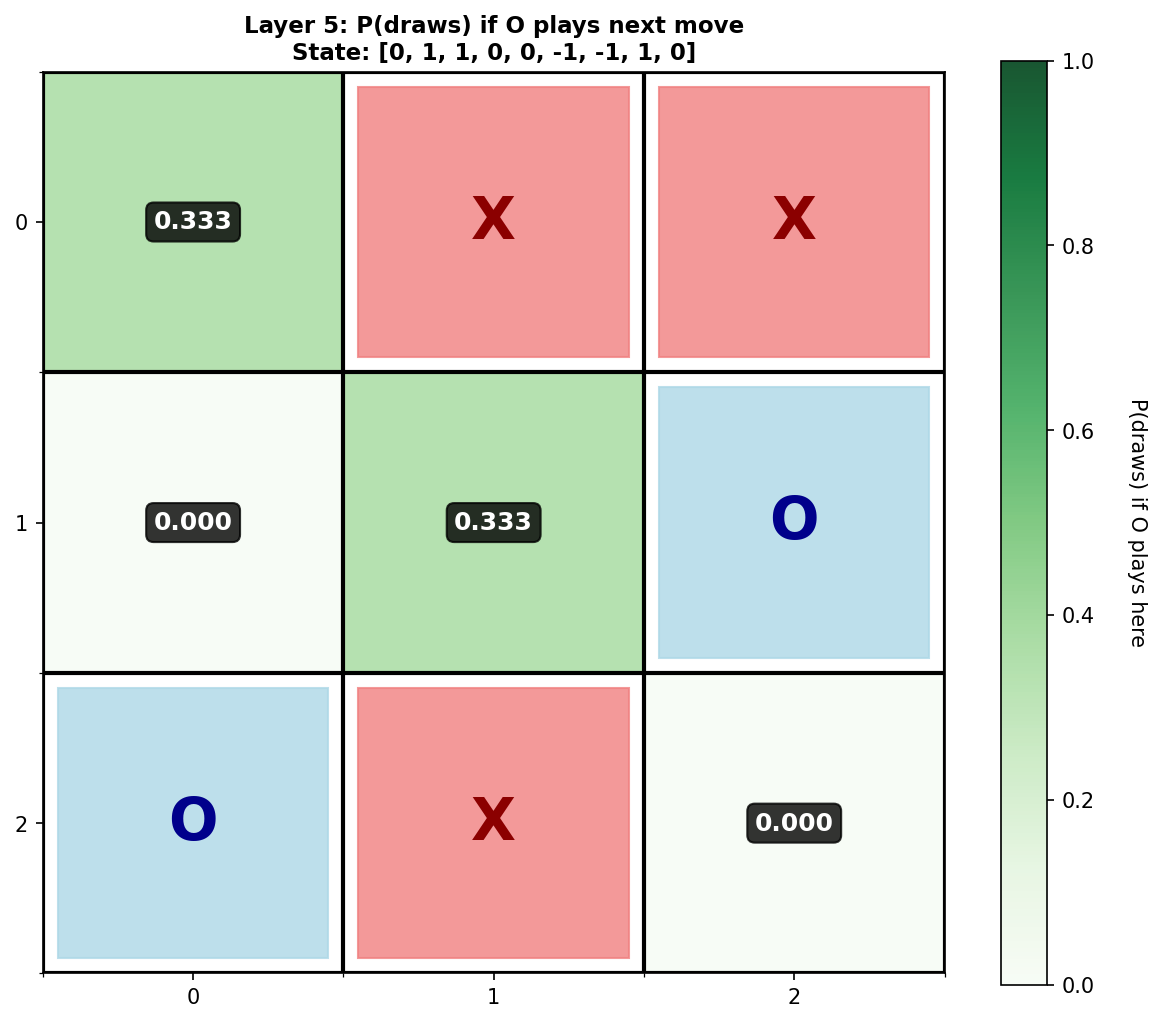 Layer 5: P(draws) if O plays next move
State: [0, 1, 1, 0, 0, -1, -1, 1, 0]
0
0.333
X
X
1
0.000
0.333
O
2
O
X
0.000
0
1
2
1.0
0.8
0.6
0.4
0.2
0.0
P(draws) if O plays here